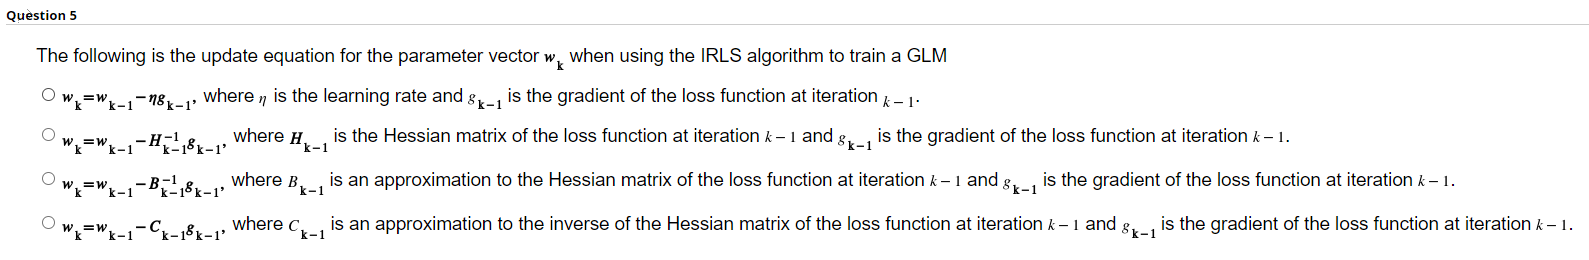 Question 5
The following is the update equation for the parameter vector w_k when using the IRLS algorithm to train a GLM
w_k=w_{k−1}−ηg_{k−1}, where η is the learning rate and g_{k−1} is the gradient of the loss function at iteration k − 1.
w_k=w_{k−1}−H_{k−1}^{−1}g_{k−1}, where H_{k−1} is the Hessian matrix of the loss function at iteration k − 1 and g_{k−1} is the gradient of the loss function at iteration k − 1.
w_k=w_{k−1}−B_{k−1}^{−1}g_{k−1}, where B_{k−1} is an approximation to the Hessian matrix of the loss function at iteration k − 1 and g_{k−1} is the gradient of the loss function at iteration k − 1.
w_k=w_{k−1}−C_{k−1}g_{k−1}, where C_{k−1} is an approximation to the inverse of the Hessian matrix of the loss function at iteration k − 1 and g_{k−1} is the gradient of the loss function at iteration k − 1.